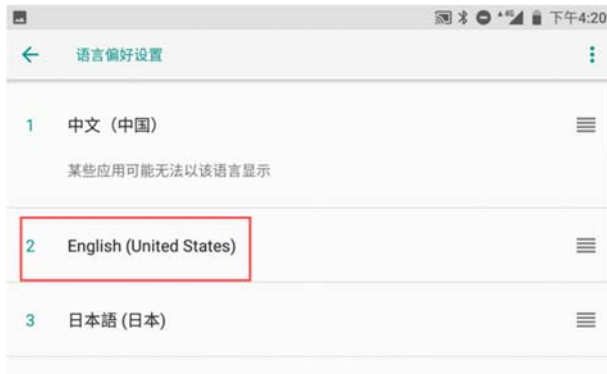 4G 下午4:20
语言偏好设置
1 中文（中国）
某些应用可能无法以该语言显示
2 English (United States)
3 日本語 (日本)